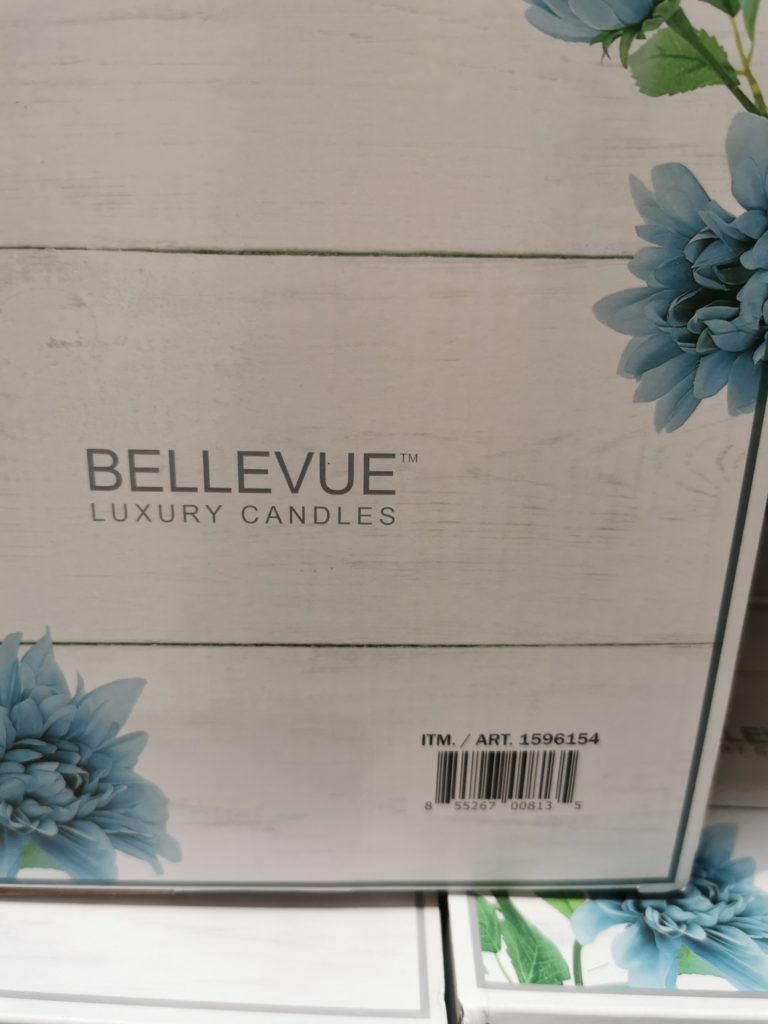 BELLEVUE™
LUXURY CANDLES
ITM. / ART. 1596154
8 55267 00813 5